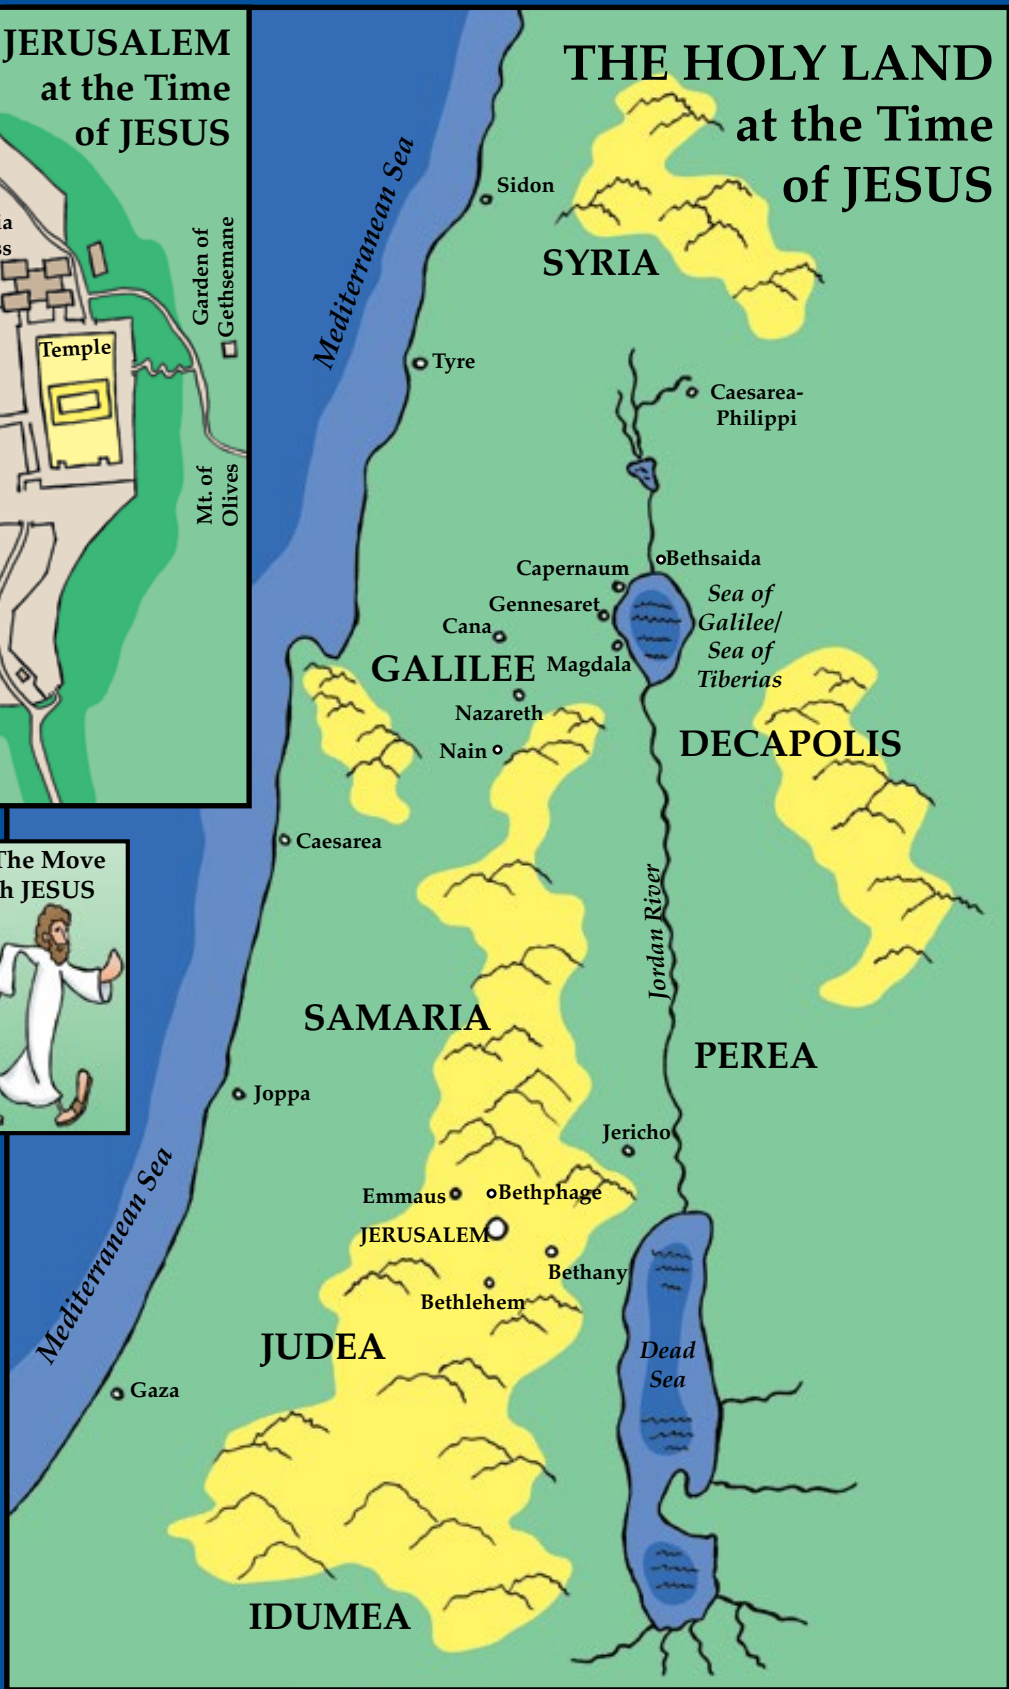 JERUSALEM
at the Time
of JESUS
Garden of
Gethsemane
Temple
Mt. of
Olives
The Move
JESUS
THE HOLY LAND
at the Time
of JESUS
Mediterranean Sea
Sidon
SYRIA
Tyre
Caesarea-
Philippi
Bethsaida
Capernaum
Gennesaret
Cana
Sea of
Galilee/
Sea of
Tiberias
GALILEE
Magdala
Nazareth
Nain
DECAPOLIS
Caesarea
Jordan River
SAMARIA
PEREA
Joppa
Jericho
Emmaus
Bethphage
JERUSALEM
Bethany
Bethlehem
Mediterranean Sea
JUDEA
Dead
Sea
Gaza
IDUMEA